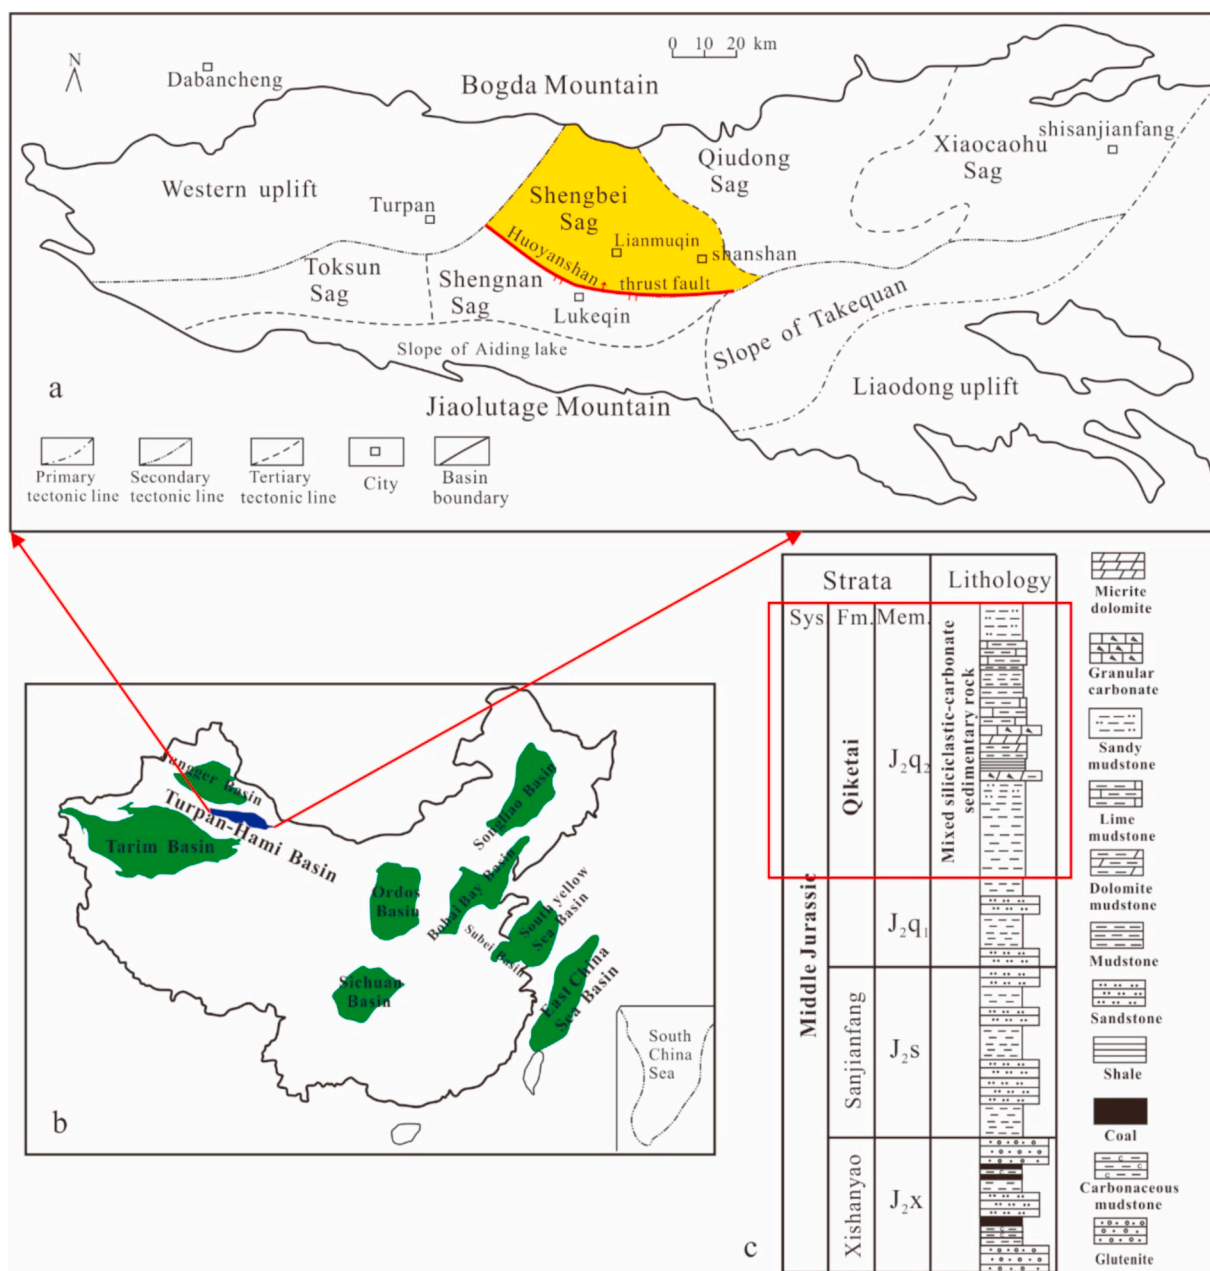 0 10 20 km
N
Dabancheng
Bogda Mountain
shisanjianfang
Xiaocaohu
Sag
Qiudong
Sag
Western uplift
Turpan
Shengbei
Sag
Lianmuqin
shanshan
Huoyanshan
thrust fault
Toksun
Sag
Shengnan
Sag
Lukeqin
Slope of Aiding lake
Slope of Takequan
Liaodong uplift
a
Jiaolutage Mountain
Primary
tectonic line
Secondary
tectonic line
Tertiary
tectonic line
City
Basin
boundary
Basin
Turpan-Hami Basin
Tarim Basin
Songliao Basin
Ordos
Basin
Bohai Bay Basin
South yellow
Sea Basin
Subei Basin
Sichuan
Basin
East China
Sea Basin
South
China
Sea
b
Strata
Lithology
Sys.
Fm.
Mem.
Middle Jurassic
Qiketai
J₂q₂
Mixed siliciclastic-carbonate
sedimentary rock
J₂q₁
Sanjianfang
J₂s
Xishanyao
J₂x
c
Micrite
dolomite
Granular
carbonate
Sandy
mudstone
Lime
mudstone
Dolomite
mudstone
Mudstone
Sandstone
Shale
Coal
Carbonaceous
mudstone
Glutenite